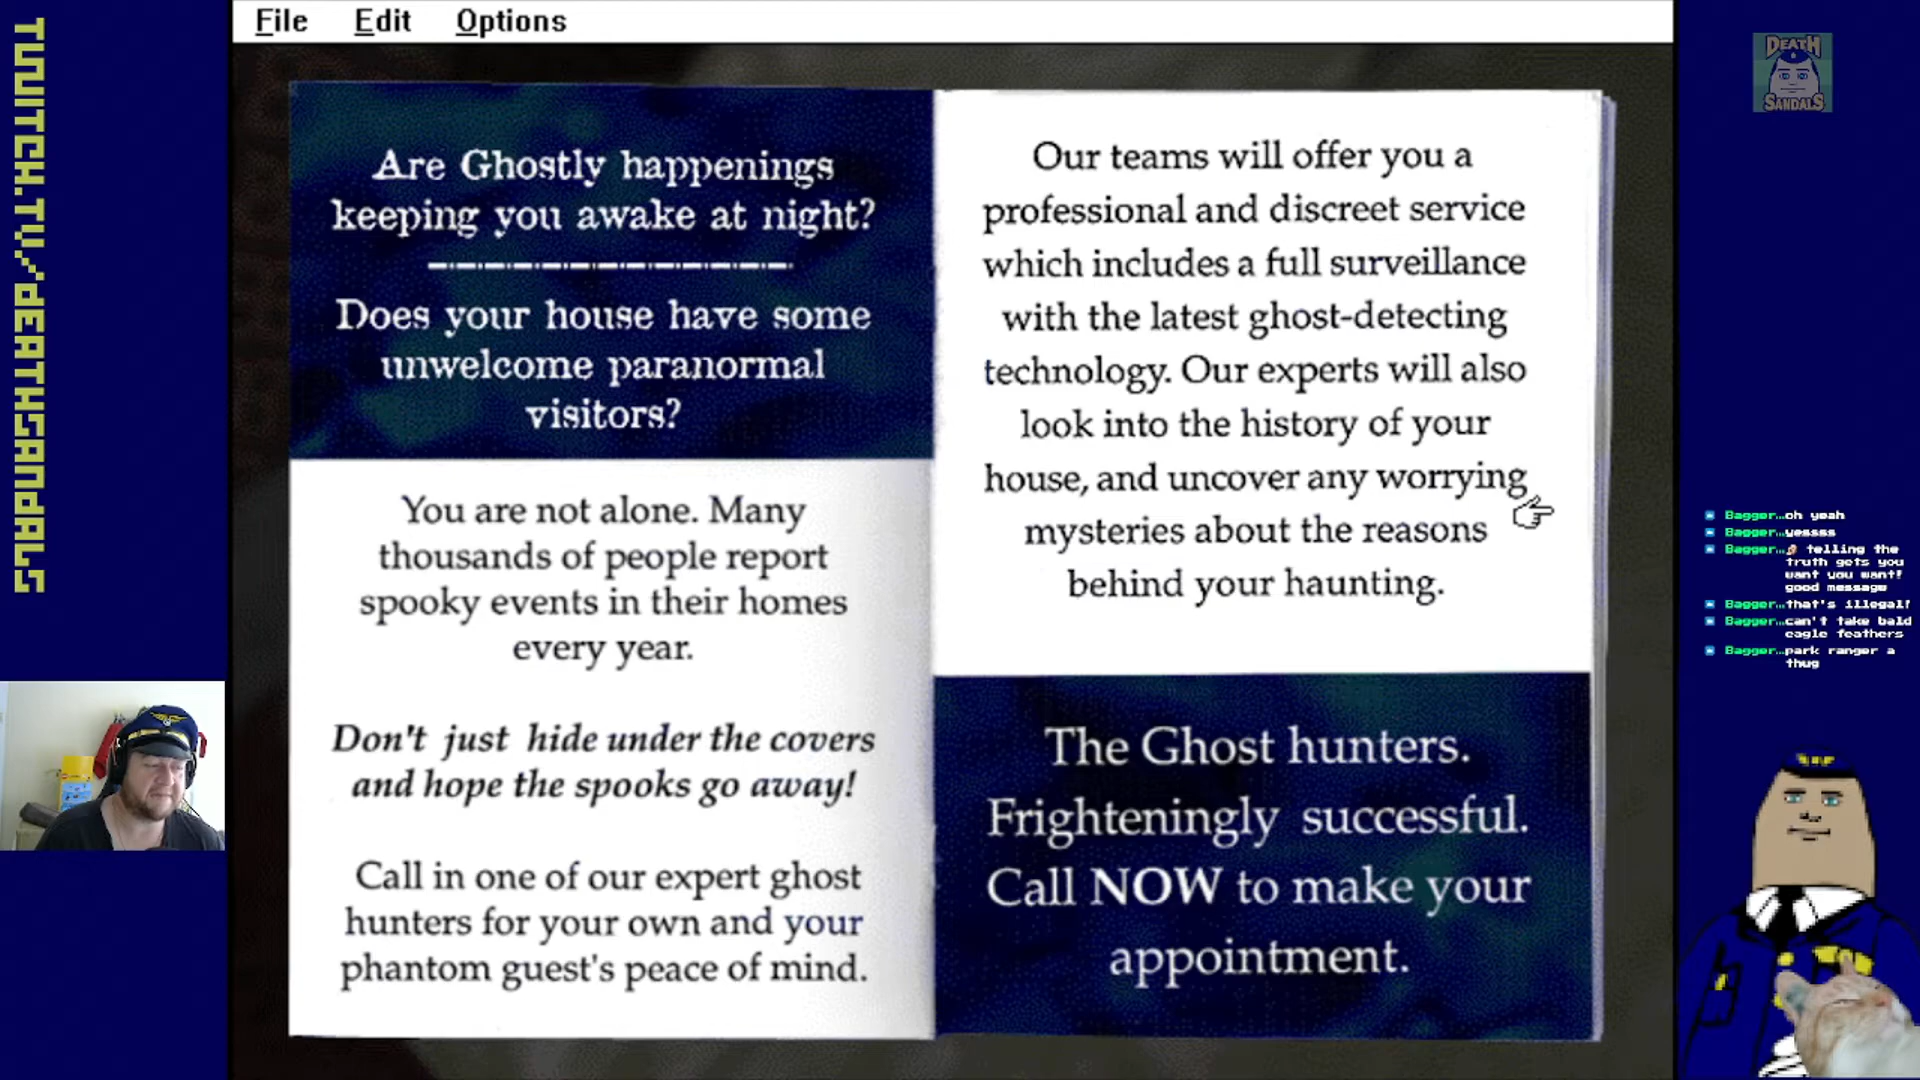 File Edit Options
TWITCH.TV/DEATHSANDALS
DEATH
SANDALS
Are Ghostly happenings
keeping you awake at night?
Does your house have some
unwelcome paranormal
visitors?
You are not alone. Many
thousands of people report
spooky events in their homes
every year.
Don't just hide under the covers
and hope the spooks go away!
Call in one of our expert ghost
hunters for your own and your
phantom guest's peace of mind.
Our teams will offer you a
professional and discreet service
which includes a full surveillance
with the latest ghost-detecting
technology. Our experts will also
look into the history of your
house, and uncover any worrying
mysteries about the reasons
behind your haunting.
The Ghost hunters.
Frighteningly successful.
Call NOW to make your
appointment.
Bagger…oh yeah
Bagger…yessss
Bagger…telling the
truth gets you
want you want!
good message
Bagger…that's illegal!
Bagger…can't take bald
eagle feathers
Bagger…park ranger a
thug